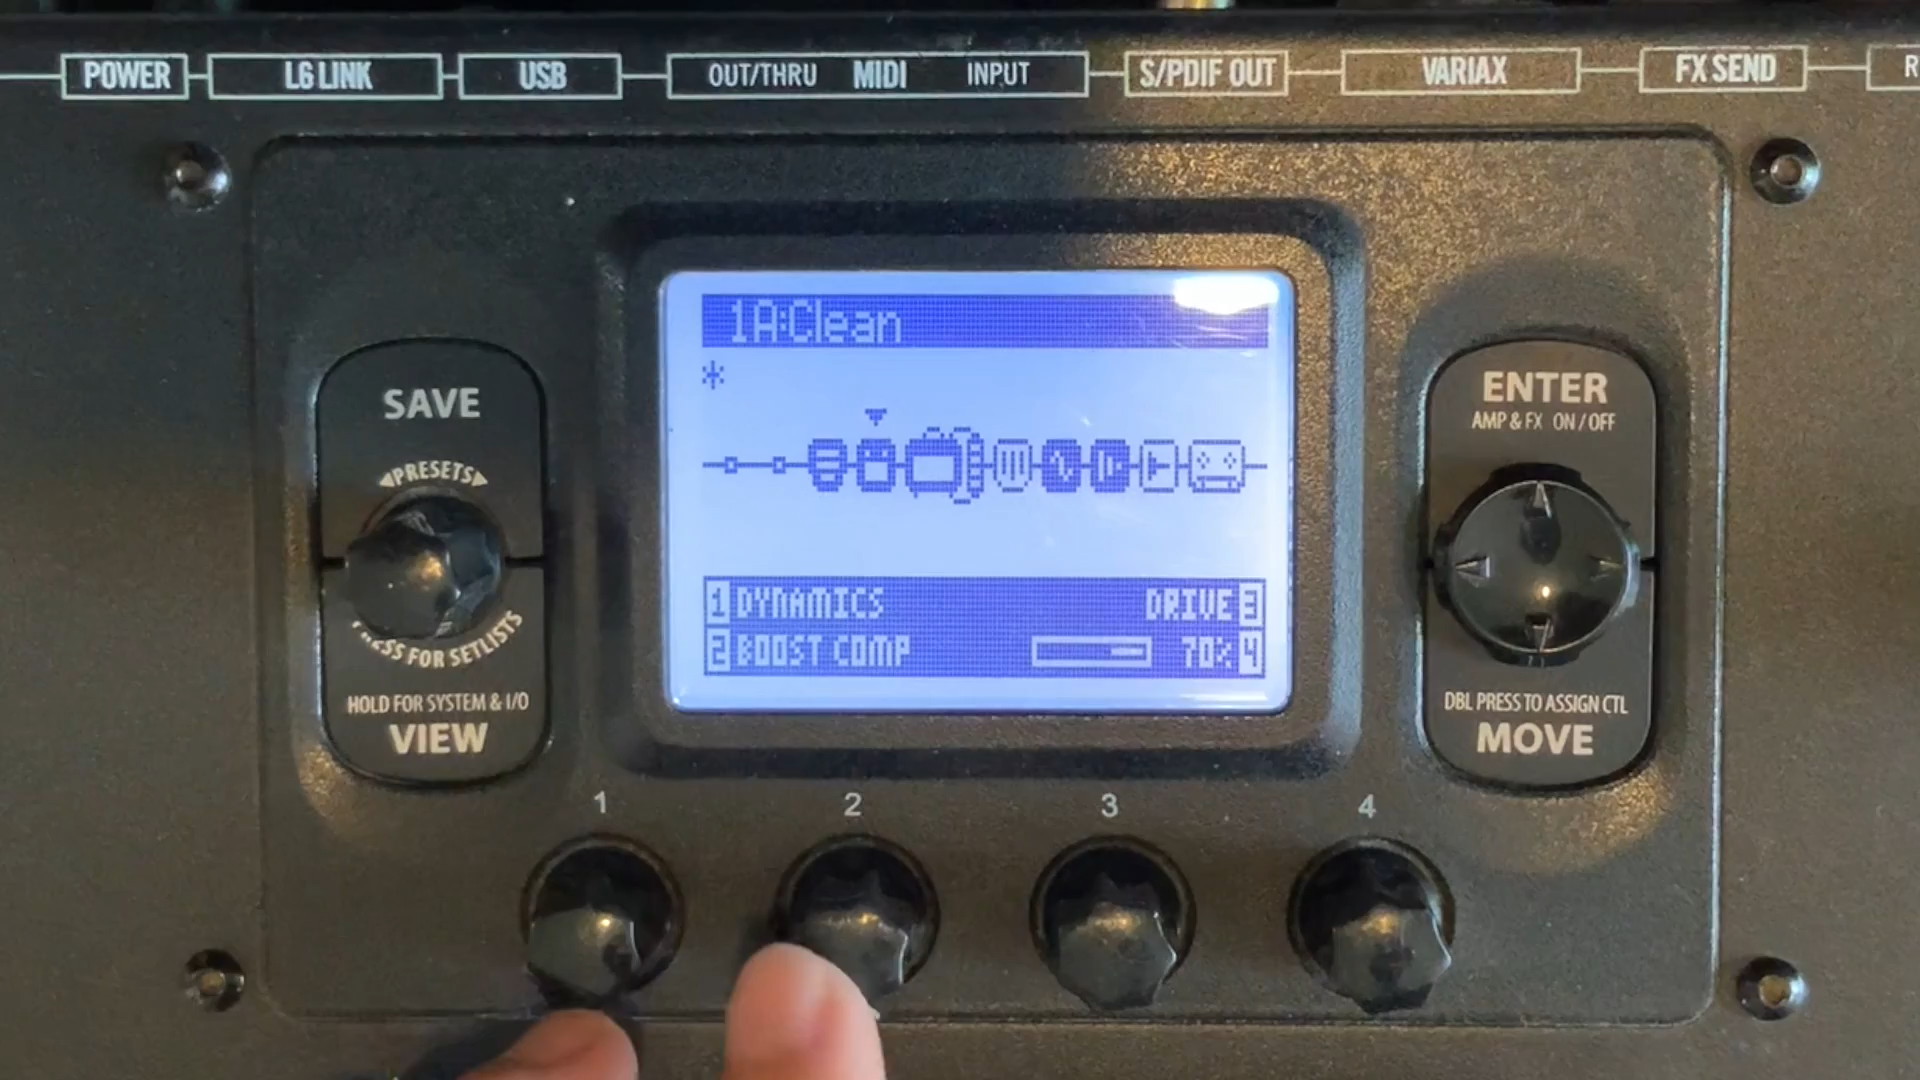 POWER
L6 LINK
USB
OUT/THRU MIDI INPUT
S/PDIF OUT
VARIAX
FX SEND
R
SAVE
PRESETS
PRESS FOR SETLISTS
HOLD FOR SYSTEM & I/O
VIEW
1A:Clean
*
1 DYNAMICS
DRIVE 3
2 BOOST COMP
70% 4
ENTER
AMP & FX ON / OFF
DBL PRESS TO ASSIGN CTL
MOVE
1
2
3
4